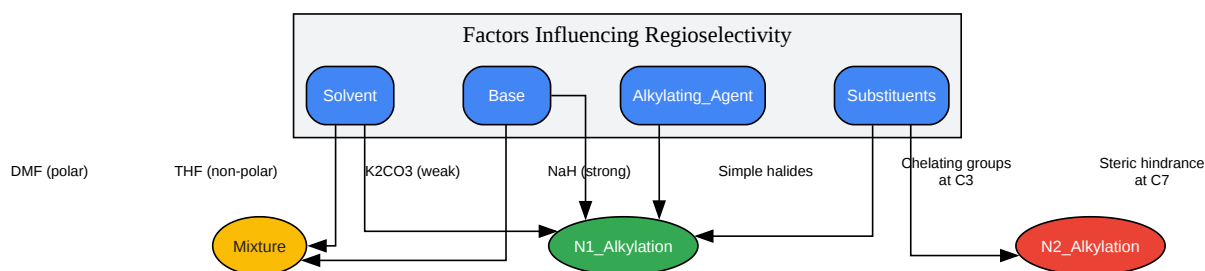 Factors Influencing Regioselectivity
Solvent
Base
Alkylating_Agent
Substituents
DMF (polar)
THF (non-polar)
K2CO3 (weak)
NaH (strong)
Simple halides
Chelating groups
at C3
Steric hindrance
at C7
Mixture
N1_Alkylation
N2_Alkylation